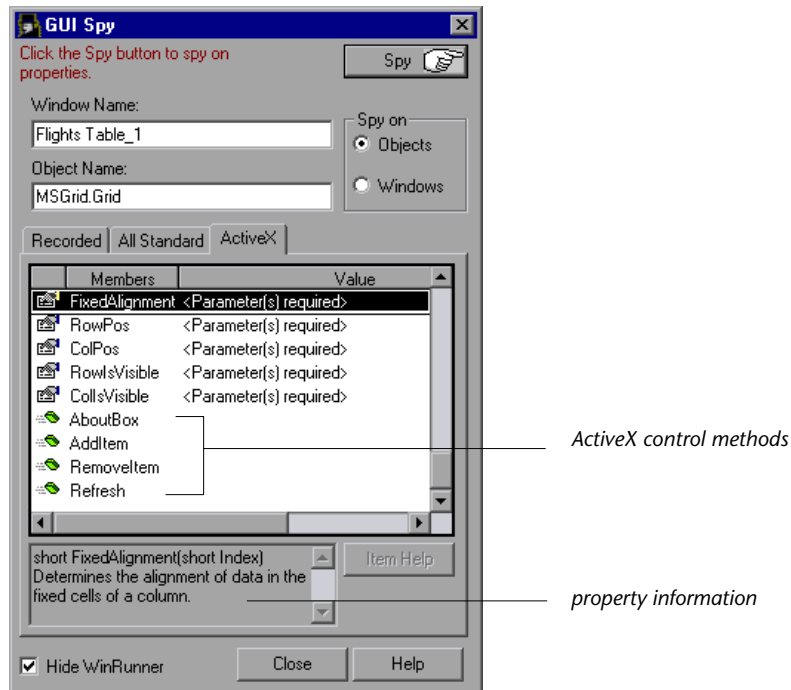 GUI Spy
Click the Spy button to spy on
properties.
Spy
Window Name:
Flights Table_1
Spy on
Objects
Windows
Object Name:
MSGrid.Grid
Recorded
All Standard
ActiveX
Members Value
FixedAlignment <Parameter(s) required>
RowPos <Parameter(s) required>
ColPos <Parameter(s) required>
RowIsVisible <Parameter(s) required>
ColIsVisible <Parameter(s) required>
AboutBox
AddItem
RemoveItem
Refresh
ActiveX control methods
short FixedAlignment(short Index)
Determines the alignment of data in the
fixed cells of a column.
Item Help
property information
Hide WinRunner
Close
Help